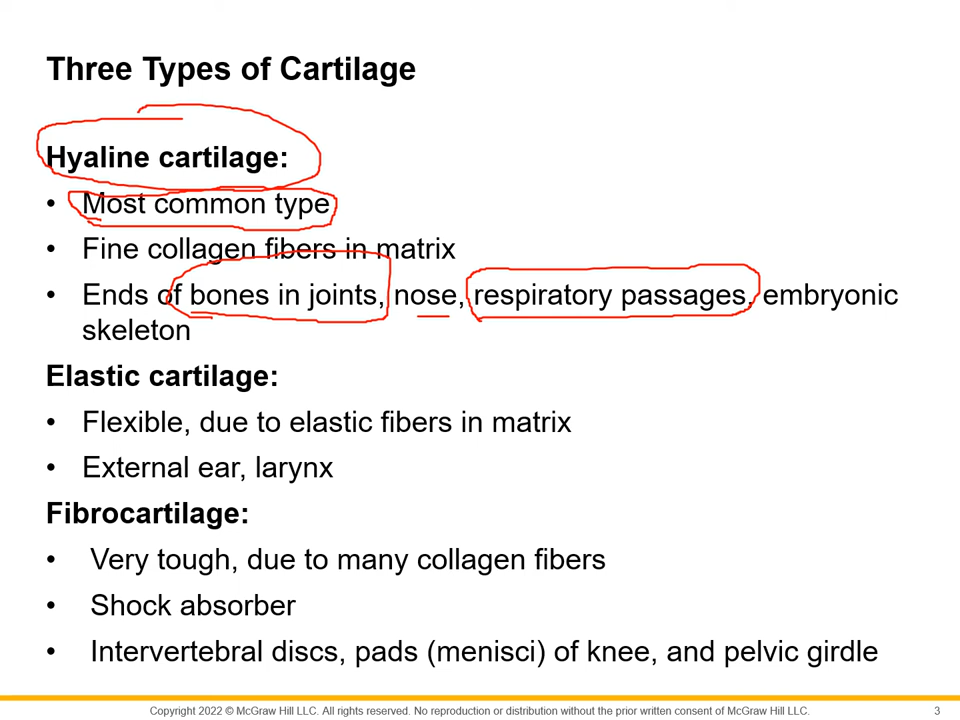 Three Types of Cartilage
Hyaline cartilage:
• Most common type
• Fine collagen fibers in matrix
• Ends of bones in joints, nose, respiratory passages, embryonic
skeleton
Elastic cartilage:
• Flexible, due to elastic fibers in matrix
• External ear, larynx
Fibrocartilage:
• Very tough, due to many collagen fibers
• Shock absorber
• Intervertebral discs, pads (menisci) of knee, and pelvic girdle
Copyright 2022 © McGraw Hill LLC. All rights reserved. No reproduction or distribution without the prior written consent of McGraw Hill LLC. 3